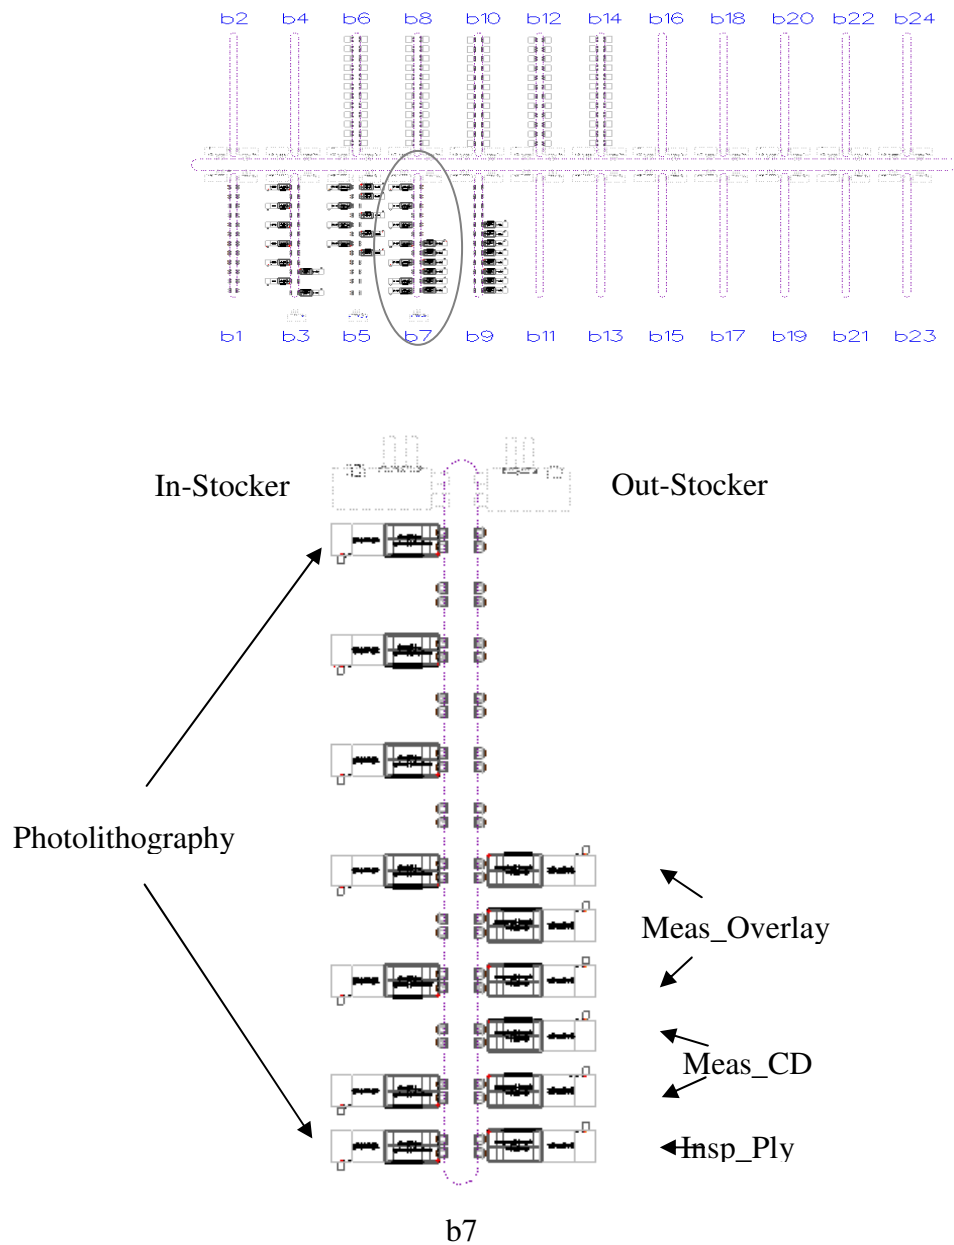 b2 b4 b6 b8 b10 b12 b14 b16 b18 b20 b22 b24
b1 b3 b5 b7 b9 b11 b13 b15 b17 b19 b21 b23
In-Stocker Out-Stocker
Photolithography
Meas_Overlay
Meas_CD
Insp_Ply
b7